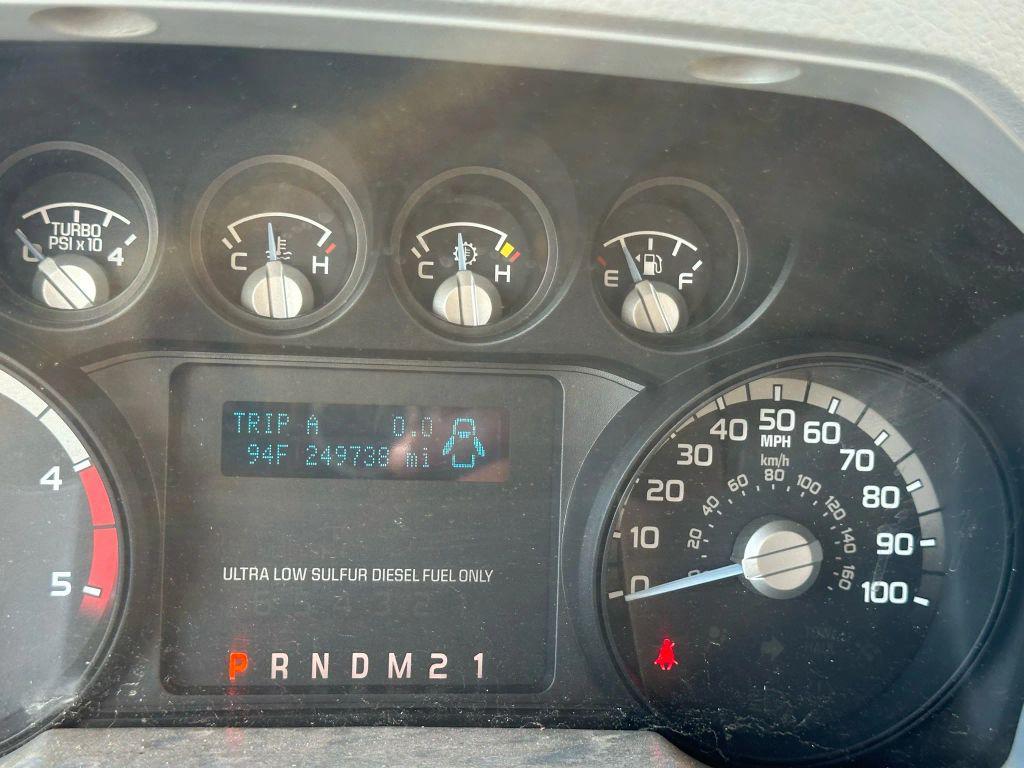 TURBO
PSI x 10
0 4
C H
C H
E F
TRIP A 0.0
94F 249738 mi
ULTRA LOW SULFUR DIESEL FUEL ONLY
P R N D M 2 1
4
5
0 10 20 30 40 50 60 70 80 90 100
MPH
km/h
20 40 60 80 100 120 140 160